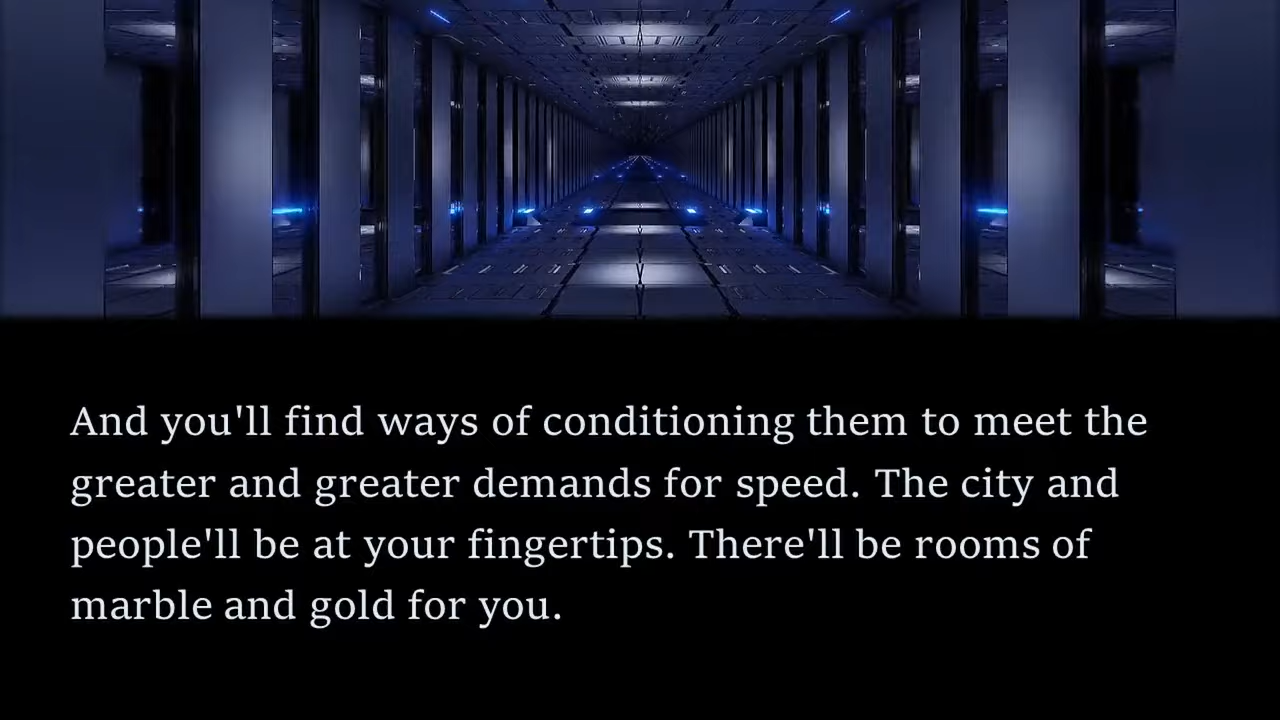 And you'll find ways of conditioning them to meet the
greater and greater demands for speed. The city and
people'll be at your fingertips. There'll be rooms of
marble and gold for you.